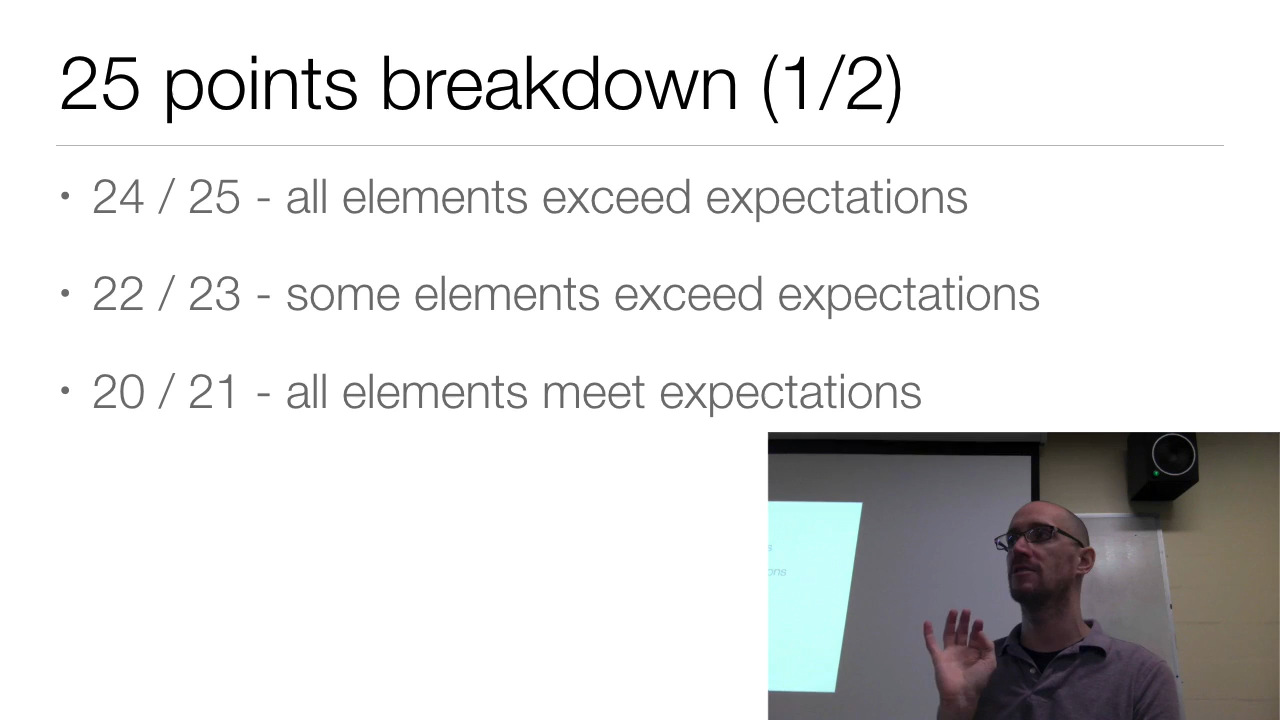 25 points breakdown (1/2)
• 24 / 25 - all elements exceed expectations
• 22 / 23 - some elements exceed expectations
• 20 / 21 - all elements meet expectations